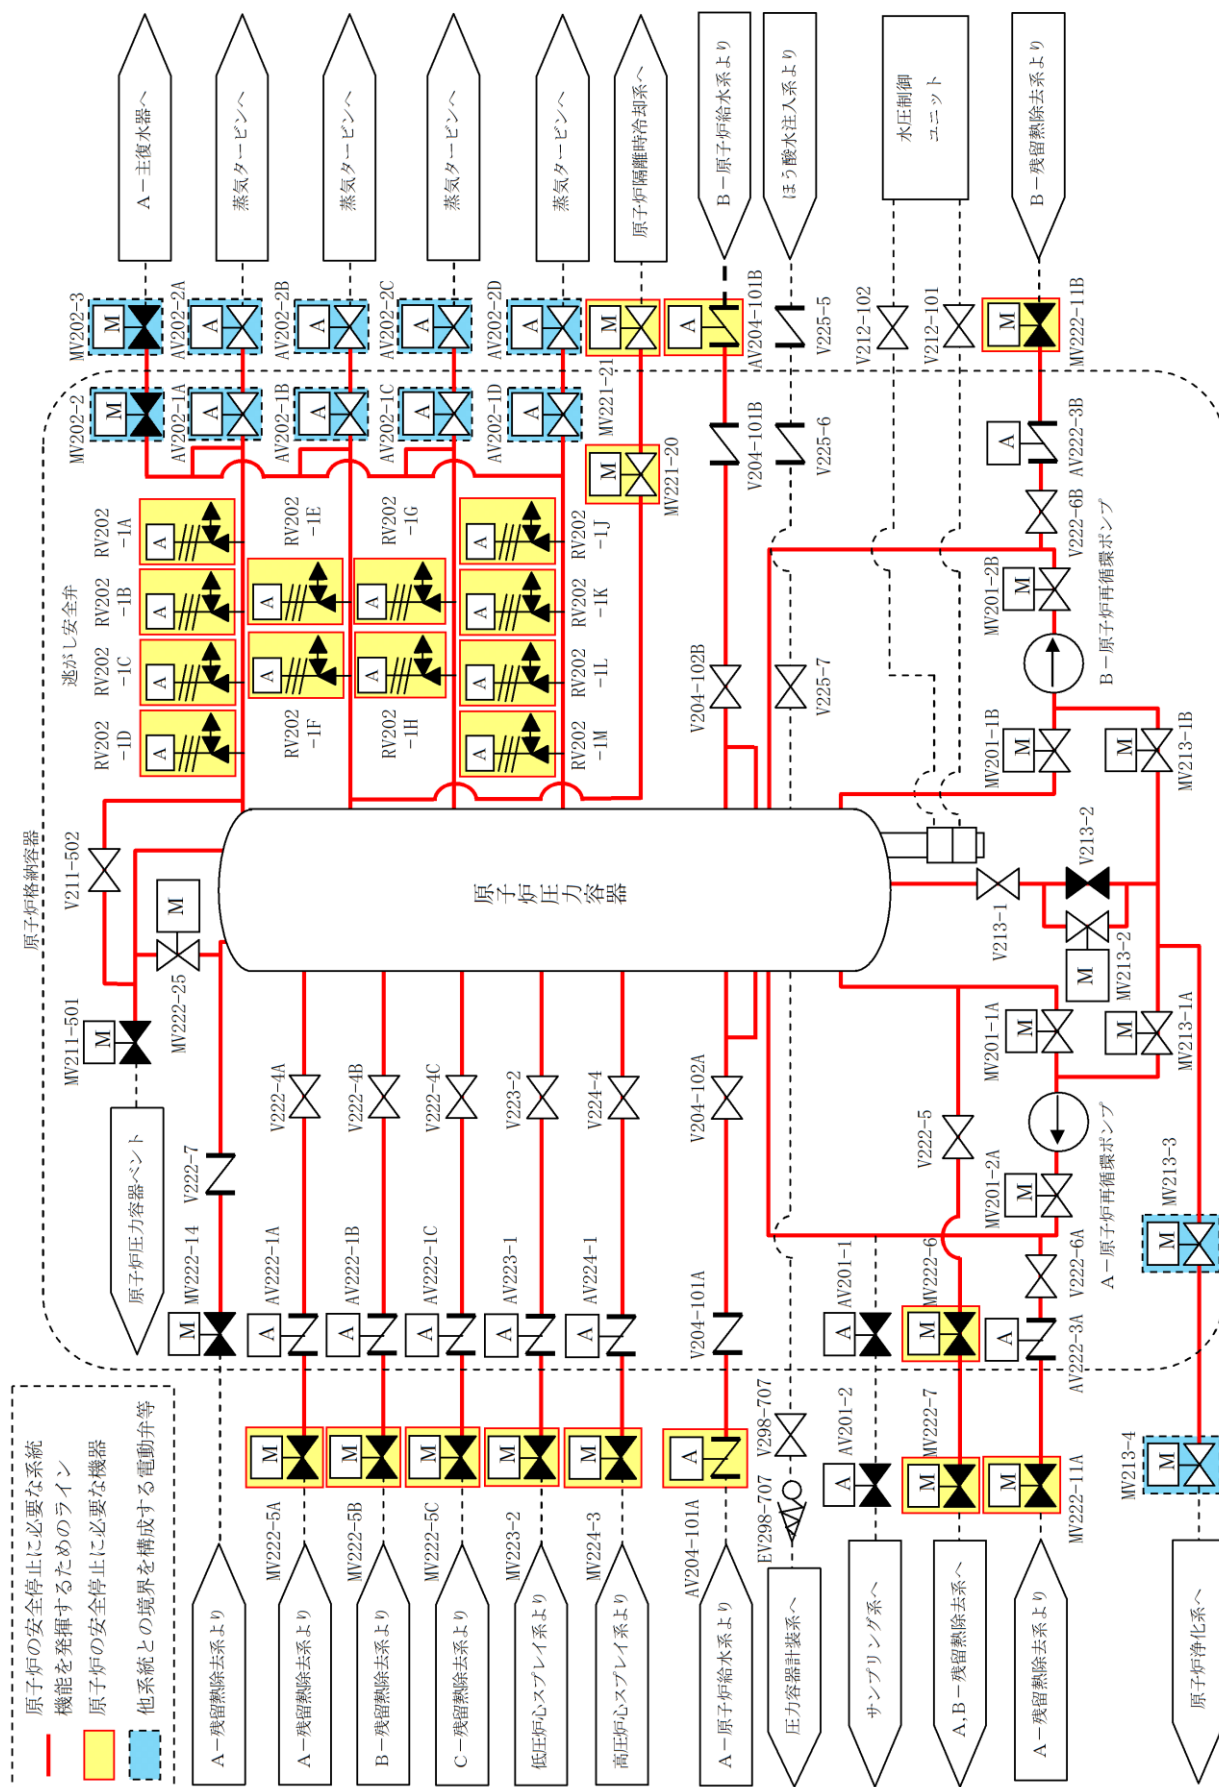 原子炉の安全停止に必要な系統
機能を発揮するためのライン
原子炉の安全停止に必要な機器
他系統との境界を構成する電動弁等
原子炉格納容器
逃がし安全弁
原子炉圧力容器
A－残留熱除去系より
A－残留熱除去系より
B－残留熱除去系より
C－残留熱除去系より
低圧炉心スプレイ系より
高圧炉心スプレイ系より
A－原子炉給水系より
圧力容器計装系へ
サンプリング系へ
A,B－残留熱除去系へ
A－残留熱除去系より
原子炉浄化系へ
原子炉圧力容器ベント
MV222-5A
MV222-5B
MV222-5C
MV223-2
MV224-3
AV204-101A
EV298-707
V298-707
AV201-2
MV222-7
MV222-11A
MV213-4
M
M
M
M
M
A
A
M
M
M
MV211-501
MV222-14
AV222-1A
AV222-1B
AV222-1C
AV223-1
AV224-1
V204-101A
AV201-1
MV222-6
AV222-3A
M
M
A
A
A
A
A
A
M
A
V222-7
V222-4A
V222-4B
V222-4C
V223-2
V224-4
V204-102A
V222-5
MV201-2A
V222-6A
MV213-3
M
M
A－原子炉再循環ポンプ
MV201-1A
MV213-1A
M
M
V211-502
MV222-25
M
V213-1
V213-2
MV213-2
M
RV202
-1D
RV202
-1C
RV202
-1B
RV202
-1A
A
A
A
A
RV202
-1F
RV202
-1E
A
A
RV202
-1H
RV202
-1G
A
A
RV202
-1M
RV202
-1L
RV202
-1K
RV202
-1J
A
A
A
A
V204-102B
V225-7
MV201-1B
MV213-1B
M
M
B－原子炉再循環ポンプ
MV201-2B
V222-6B
M
MV202-2
AV202-1A
AV202-1B
AV202-1C
AV202-1D
MV221-20
V204-101B
V225-6
AV222-3B
M
A
A
A
A
M
A
MV202-3
AV202-2A
AV202-2B
AV202-2C
AV202-2D
MV221-21
AV204-101B
V225-5
V212-102
V212-101
MV222-11B
M
A
A
A
A
M
A
M
A－主復水器へ
蒸気タービンへ
蒸気タービンへ
蒸気タービンへ
蒸気タービンへ
原子炉隔離時冷却系へ
B－原子炉給水系より
ほう酸水注入系より
水圧制御
ユニット
B－残留熱除去系より